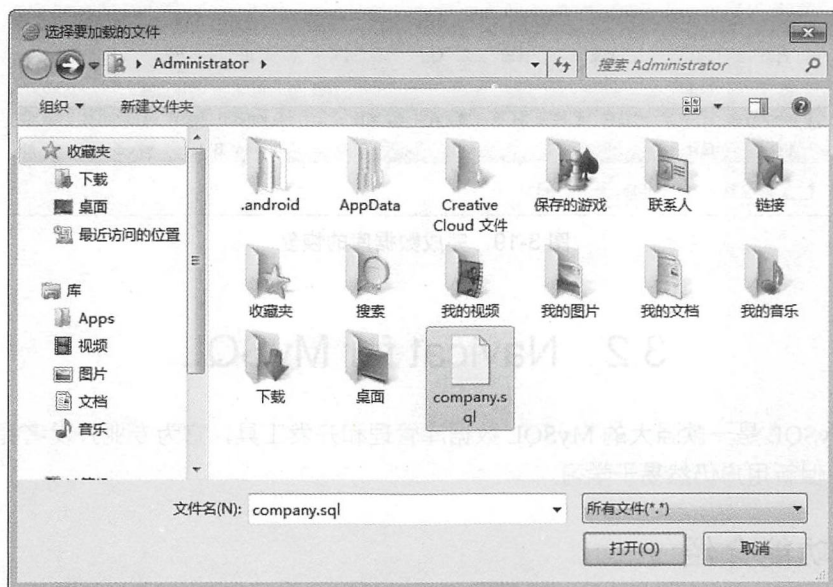 选择要加载的文件
Administrator
搜索 Administrator
组织
新建文件夹
收藏夹
下载
桌面
最近访问的位置
库
Apps
视频
图片
文档
音乐
.android
AppData
Creative
Cloud 文件
保存的游戏
联系人
链接
收藏夹
搜索
我的视频
我的图片
我的文档
我的音乐
下载
桌面
company.s
ql
文件名(N):
company.sql
所有文件(*.*)
打开(O)
取消
3.2 Navicat for MySQL